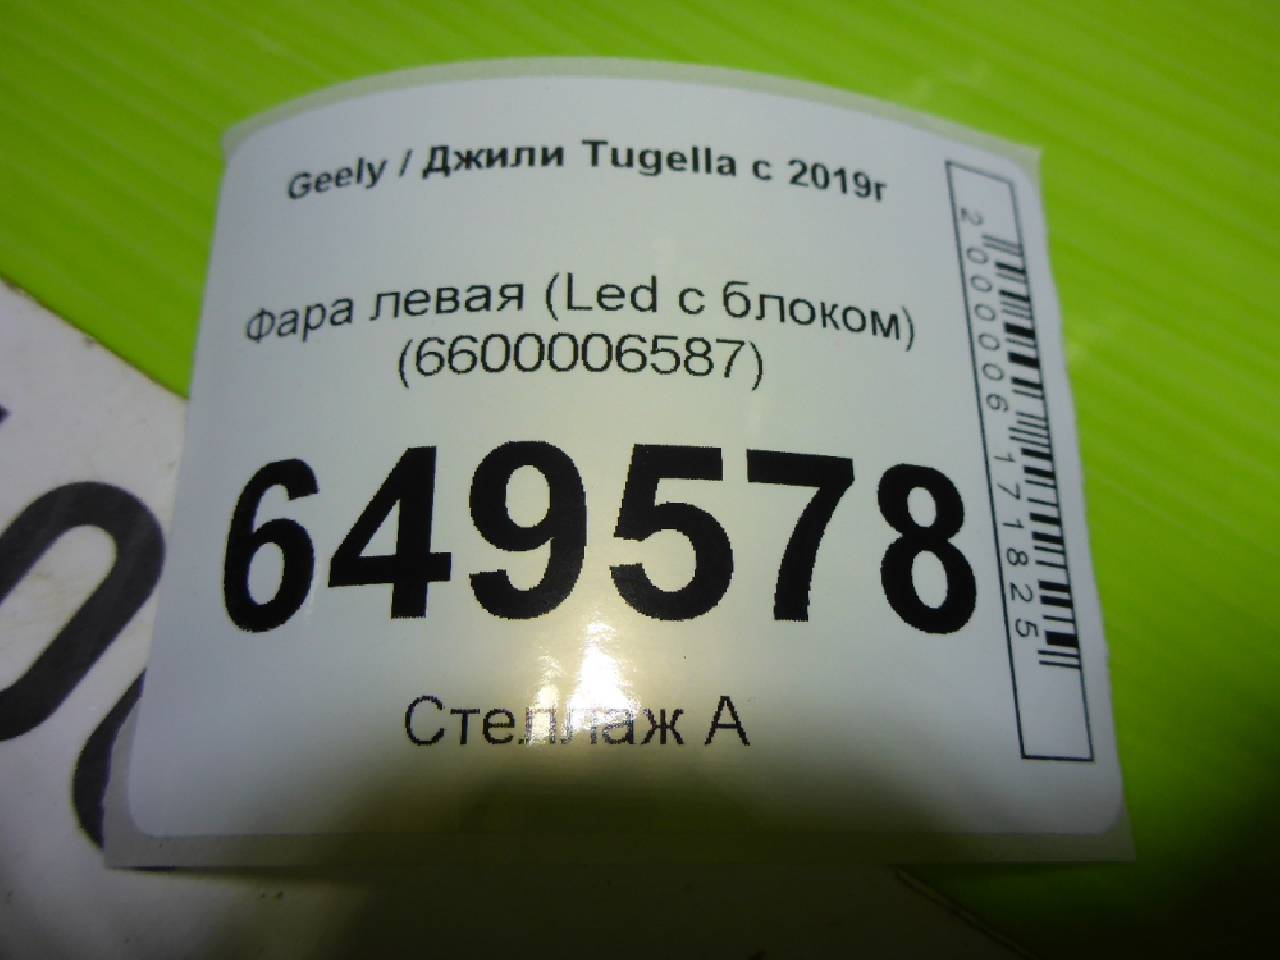 Geely / Джили Tugella с 2019г
Фара левая (Led с блоком)
(6600006587)
649578
Стеллаж А
2000006171825